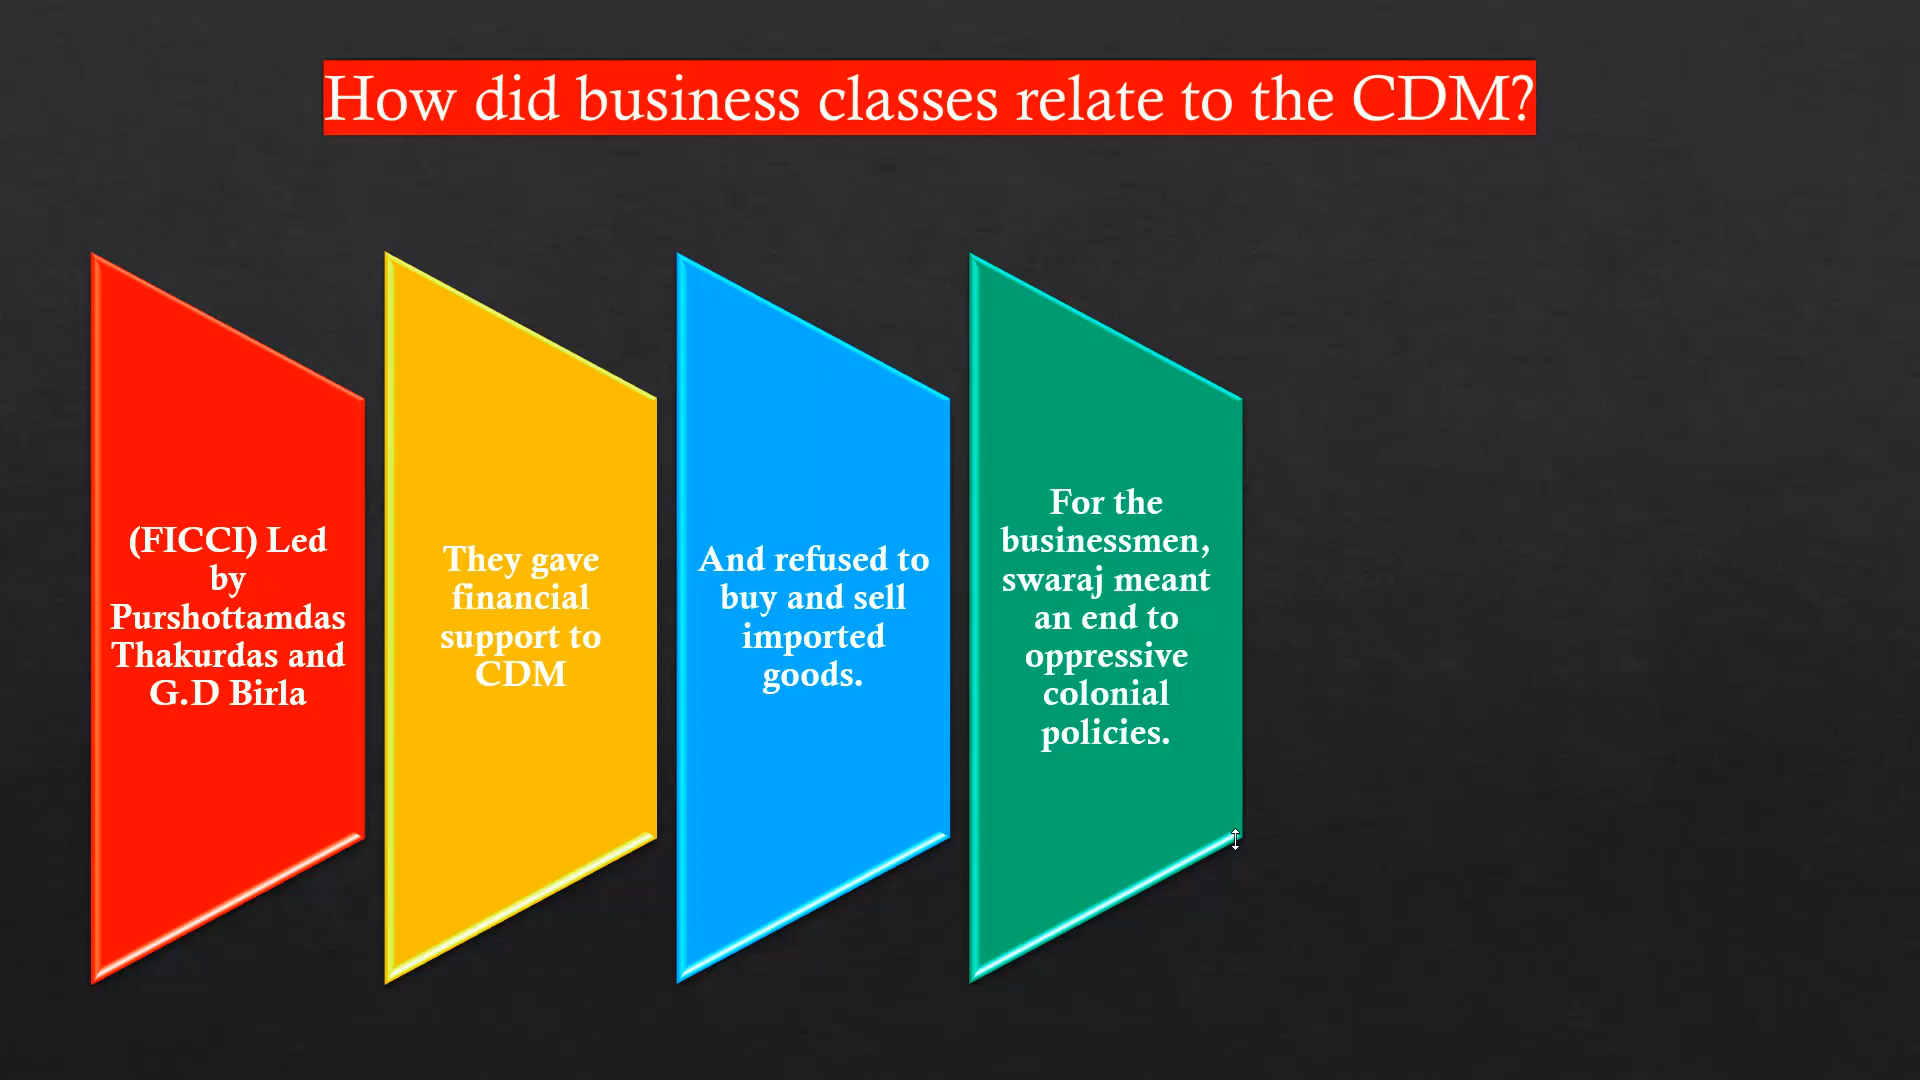 How did business classes relate to the CDM?
(FICCI) Led
by
Purshottamdas
Thakurdas and
G.D Birla
They gave
financial
support to
CDM
And refused to
buy and sell
imported
goods.
For the
businessmen,
swaraj meant
an end to
oppressive
colonial
policies.